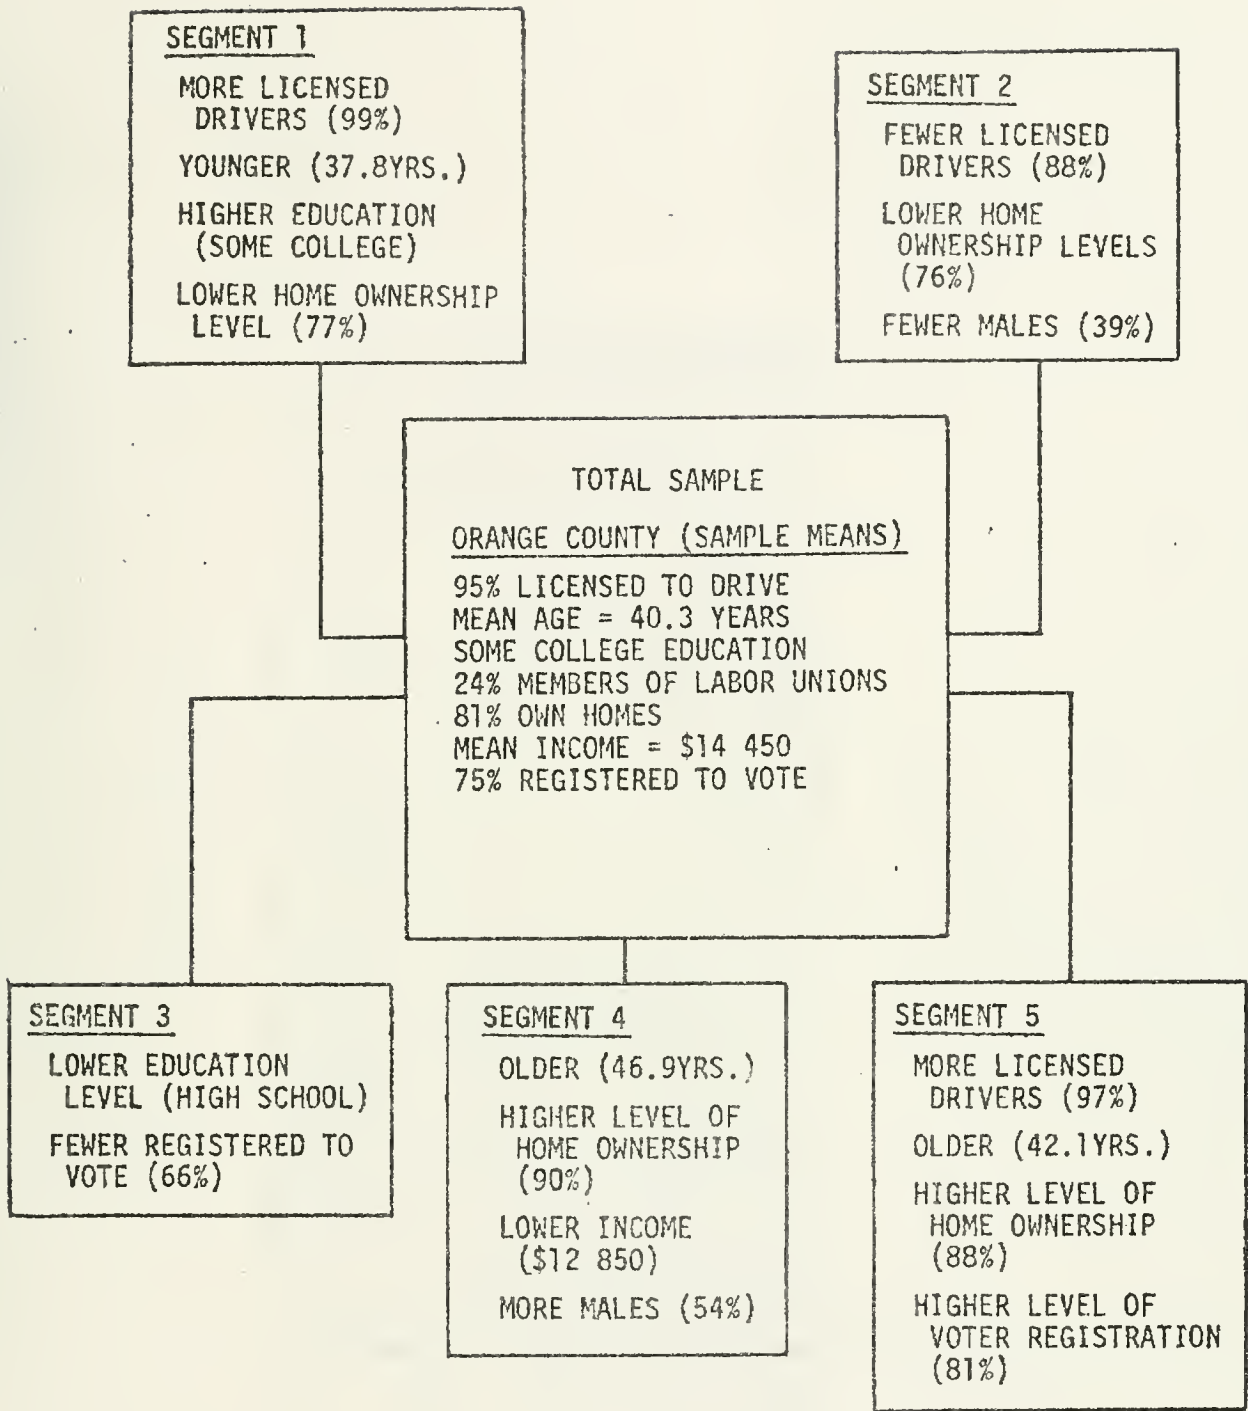 SEGMENT 1
MORE LICENSED
DRIVERS (99%)
YOUNGER (37.8YRS.)
HIGHER EDUCATION
(SOME COLLEGE)
LOWER HOME OWNERSHIP
LEVEL (77%)
SEGMENT 2
FEWER LICENSED
DRIVERS (88%)
LOWER HOME
OWNERSHIP LEVELS
(76%)
FEWER MALES (39%)
TOTAL SAMPLE
ORANGE COUNTY (SAMPLE MEANS)
95% LICENSED TO DRIVE
MEAN AGE = 40.3 YEARS
SOME COLLEGE EDUCATION
24% MEMBERS OF LABOR UNIONS
81% OWN HOMES
MEAN INCOME = $14 450
75% REGISTERED TO VOTE
SEGMENT 3
LOWER EDUCATION
LEVEL (HIGH SCHOOL)
FEWER REGISTERED TO
VOTE (66%)
SEGMENT 4
OLDER (46.9YRS.)
HIGHER LEVEL OF
HOME OWNERSHIP
(90%)
LOWER INCOME
($12 850)
MORE MALES (54%)
SEGMENT 5
MORE LICENSED
DRIVERS (97%)
OLDER (42.1YRS.)
HIGHER LEVEL OF
HOME OWNERSHIP
(88%)
HIGHER LEVEL OF
VOTER REGISTRATION
(81%)